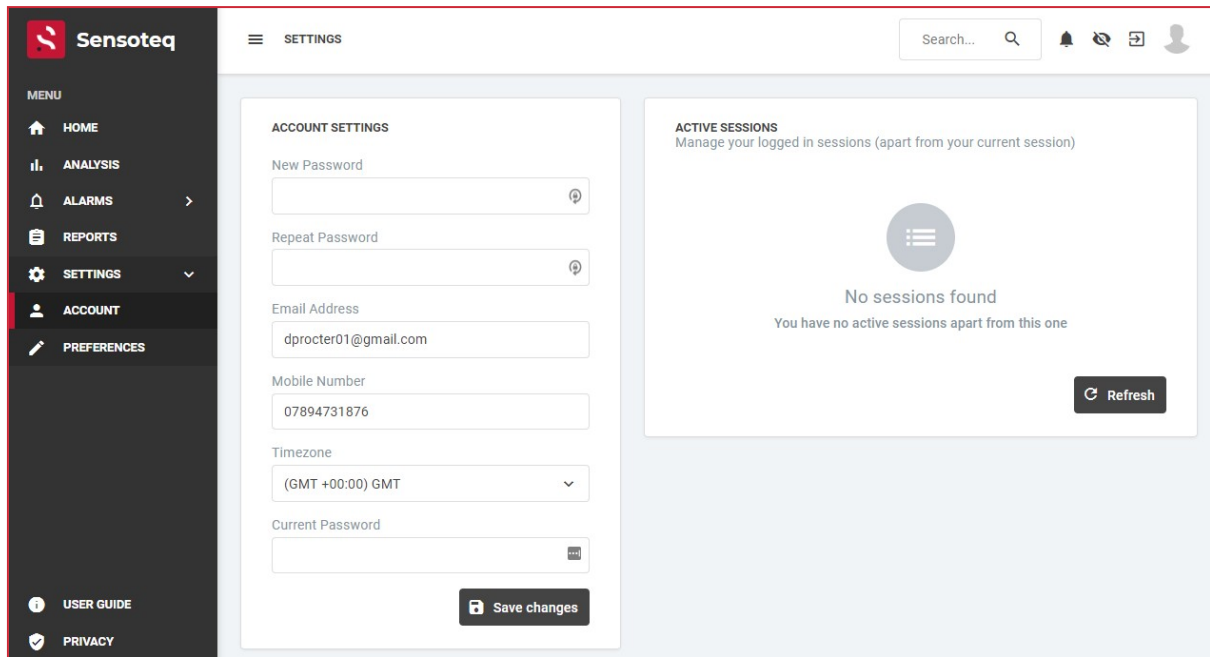 Sensoteq
SETTINGS
Search...
MENU
HOME
ANALYSIS
ALARMS
REPORTS
SETTINGS
ACCOUNT
PREFERENCES
USER GUIDE
PRIVACY
ACCOUNT SETTINGS
New Password
Repeat Password
Email Address
dprocter01@gmail.com
Mobile Number
07894731876
Timezone
(GMT +00:00) GMT
Current Password
Save changes
ACTIVE SESSIONS
Manage your logged in sessions (apart from your current session)
No sessions found
You have no active sessions apart from this one
Refresh